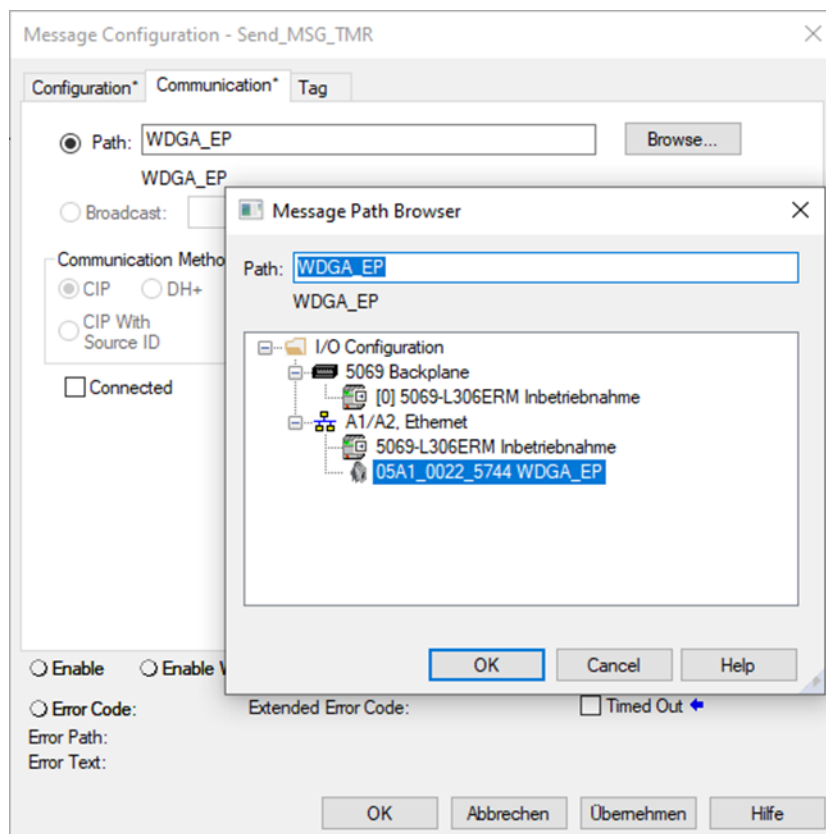 Message Configuration - Send_MSG_TMR
Configuration* Communication* Tag
Path: WDGA_EP Browse...
WDGA_EP
Broadcast:
Message Path Browser
Communication Metho
Path: WDGA_EP
CIP DH+
WDGA_EP
CIP With
Source ID
I/O Configuration
5069 Backplane
Connected
[0] 5069-L306ERM Inbetriebnahme
A1/A2, Ethernet
5069-L306ERM Inbetriebnahme
05A1_0022_5744 WDGA_EP
OK Cancel Help
Enable Enable W
Error Code: Extended Error Code: Timed Out
Error Path:
Error Text:
OK Abbrechen Übernehmen Hilfe